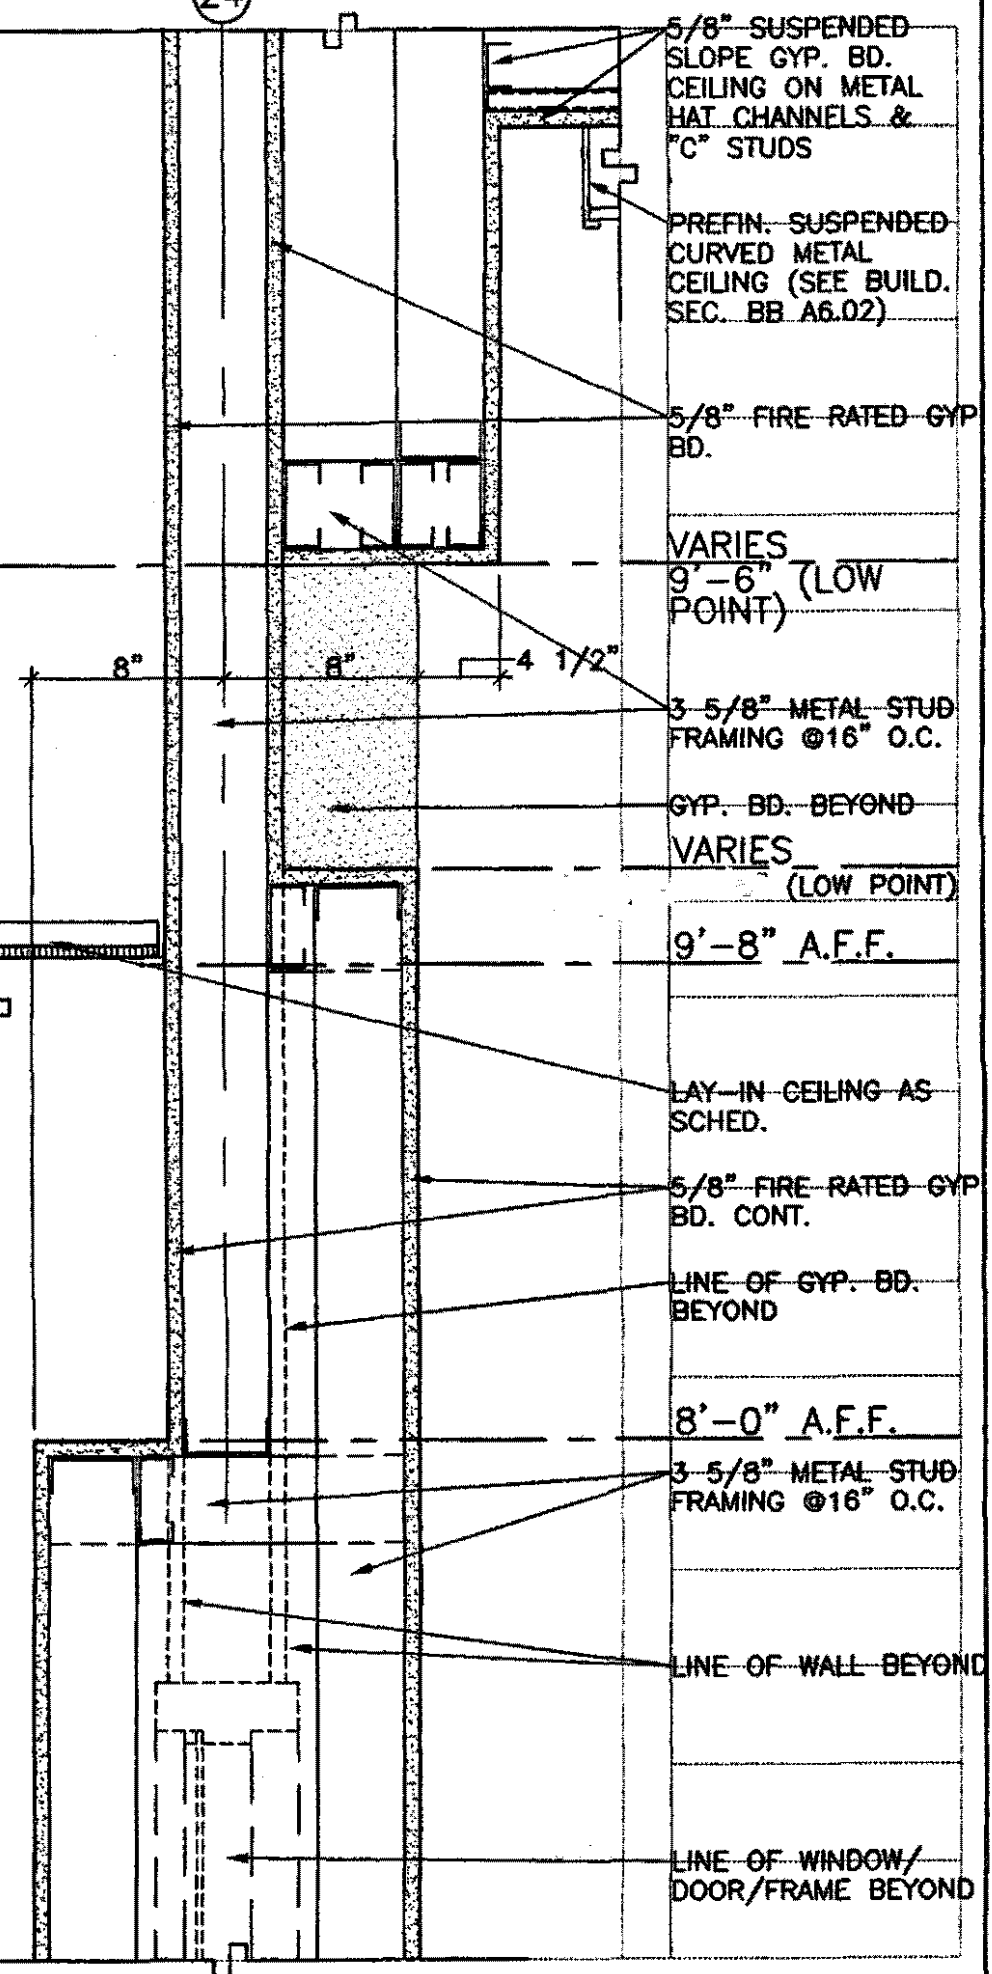 24
5/8" SUSPENDED
SLOPE GYP. BD.
CEILING ON METAL
HAT CHANNELS &
"C" STUDS
PREFIN. SUSPENDED
CURVED METAL
CEILING (SEE BUILD.
SEC. BB A6.02)
5/8" FIRE RATED GYP
BD.
VARIES
9'-6" (LOW
POINT)
8" 8" 4 1/2"
3 5/8" METAL STUD
FRAMING @16" O.C.
GYP. BD. BEYOND
VARIES
(LOW POINT)
9'-8" A.F.F.
LAY-IN CEILING AS
SCHED.
5/8" FIRE RATED GYP
BD. CONT.
LINE OF GYP. BD.
BEYOND
8'-0" A.F.F.
3 5/8" METAL STUD
FRAMING @16" O.C.
LINE OF WALL BEYOND
LINE OF WINDOW/
DOOR/FRAME BEYOND